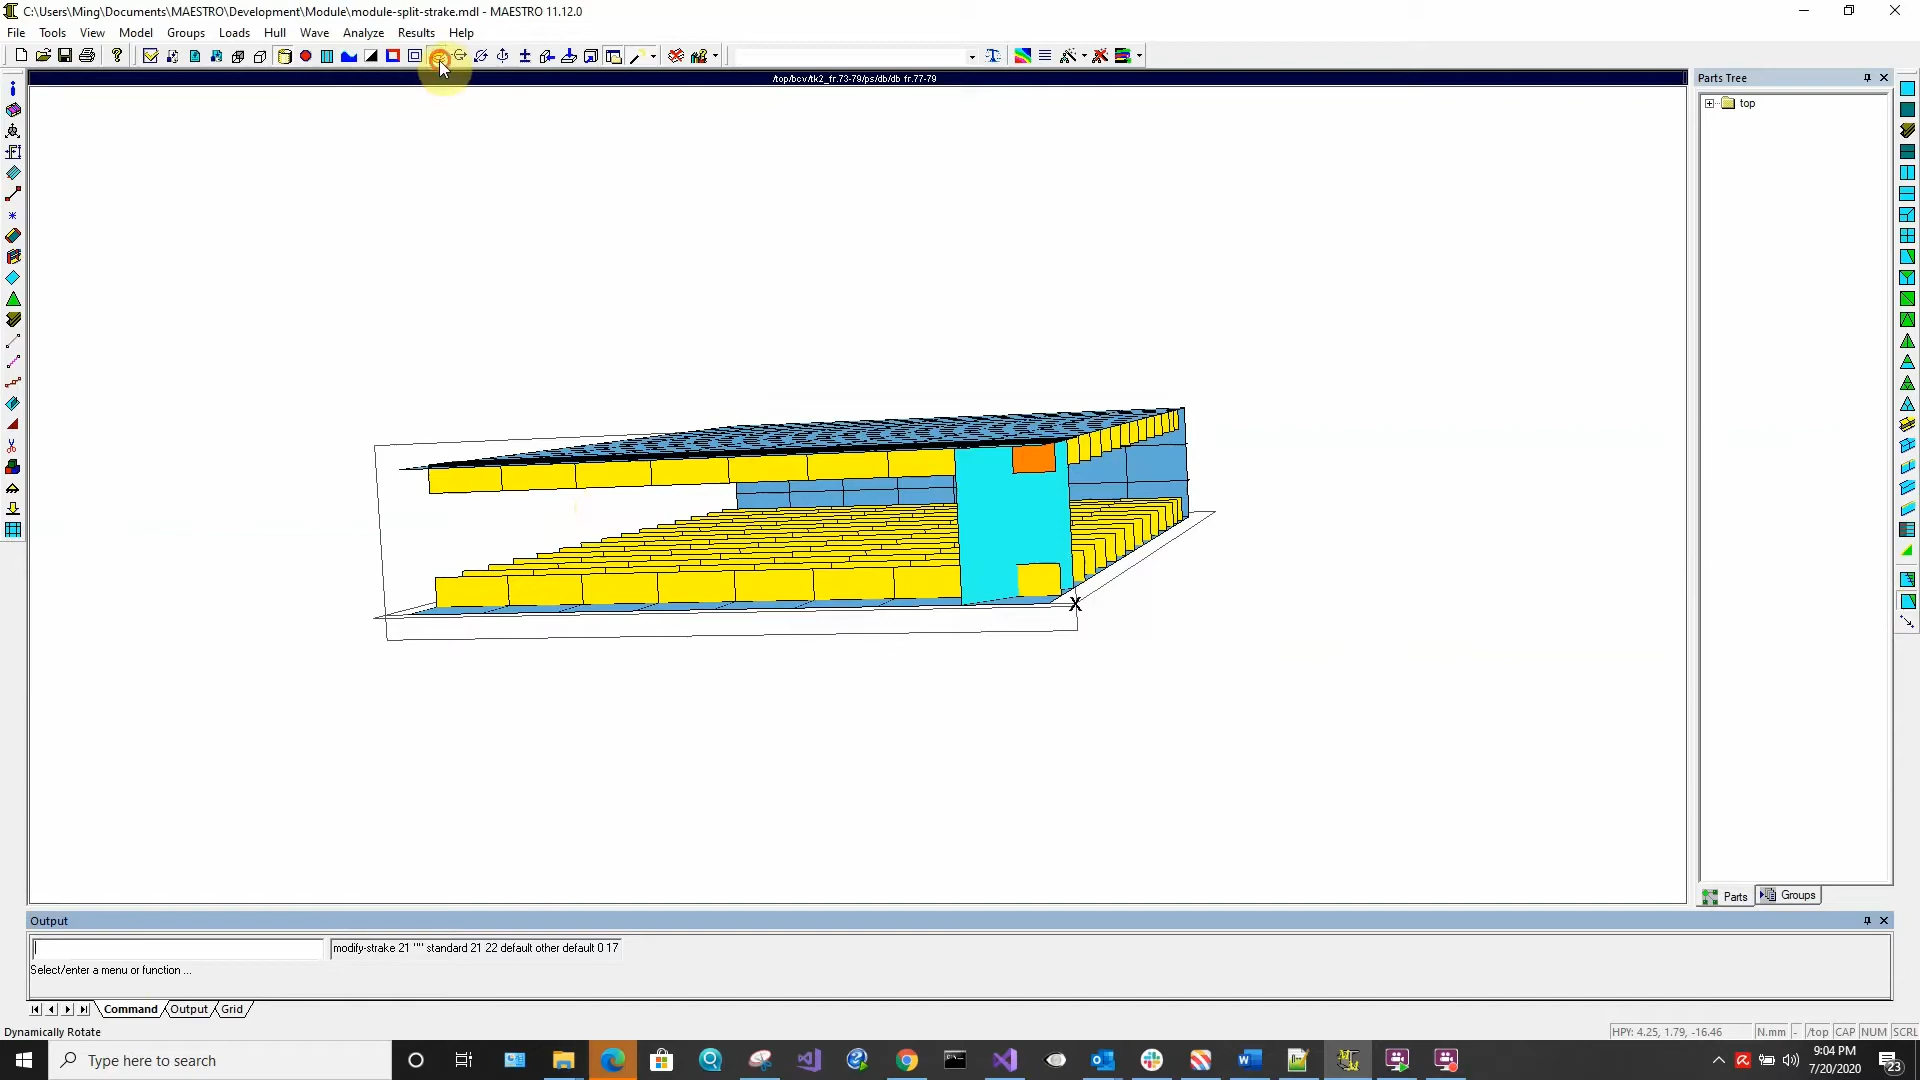 C:\Users\Ming\Documents\MAESTRO\Development\Module\module-split-strake.mdl - MAESTRO 11.12.0
File Tools View Model Groups Loads Hull Wave Analyze Results Help
/top/bcv/tk2_fr.73-79/ps/db/db fr.77-79
Parts Tree
top
X
Parts Groups
Output
modify-strake 21 "" standard 21 22 default other default 0 17
Select/enter a menu or function ...
Command Output Grid
Dynamically Rotate
HPY: 4.25, 1.79, -16.46 N.mm - /top CAP NUM SCRL
Type here to search
9:04 PM
7/20/2020
23